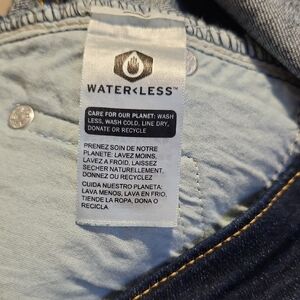 WATER<LESS™
CARE FOR OUR PLANET: WASH
LESS, WASH COLD, LINE DRY,
DONATE OR RECYCLE
PRENEZ SOIN DE NOTRE
PLANETE: LAVEZ MOINS,
LAVEZ A FROID, LAISSEZ
SECHER NATURELLEMENT,
DONNEZ OU RECYCLEZ
CUIDA NUESTRO PLANETA:
LAVA MENOS, LAVA EN FRIO,
TIENDE LA ROPA, DONA O
RECICLA